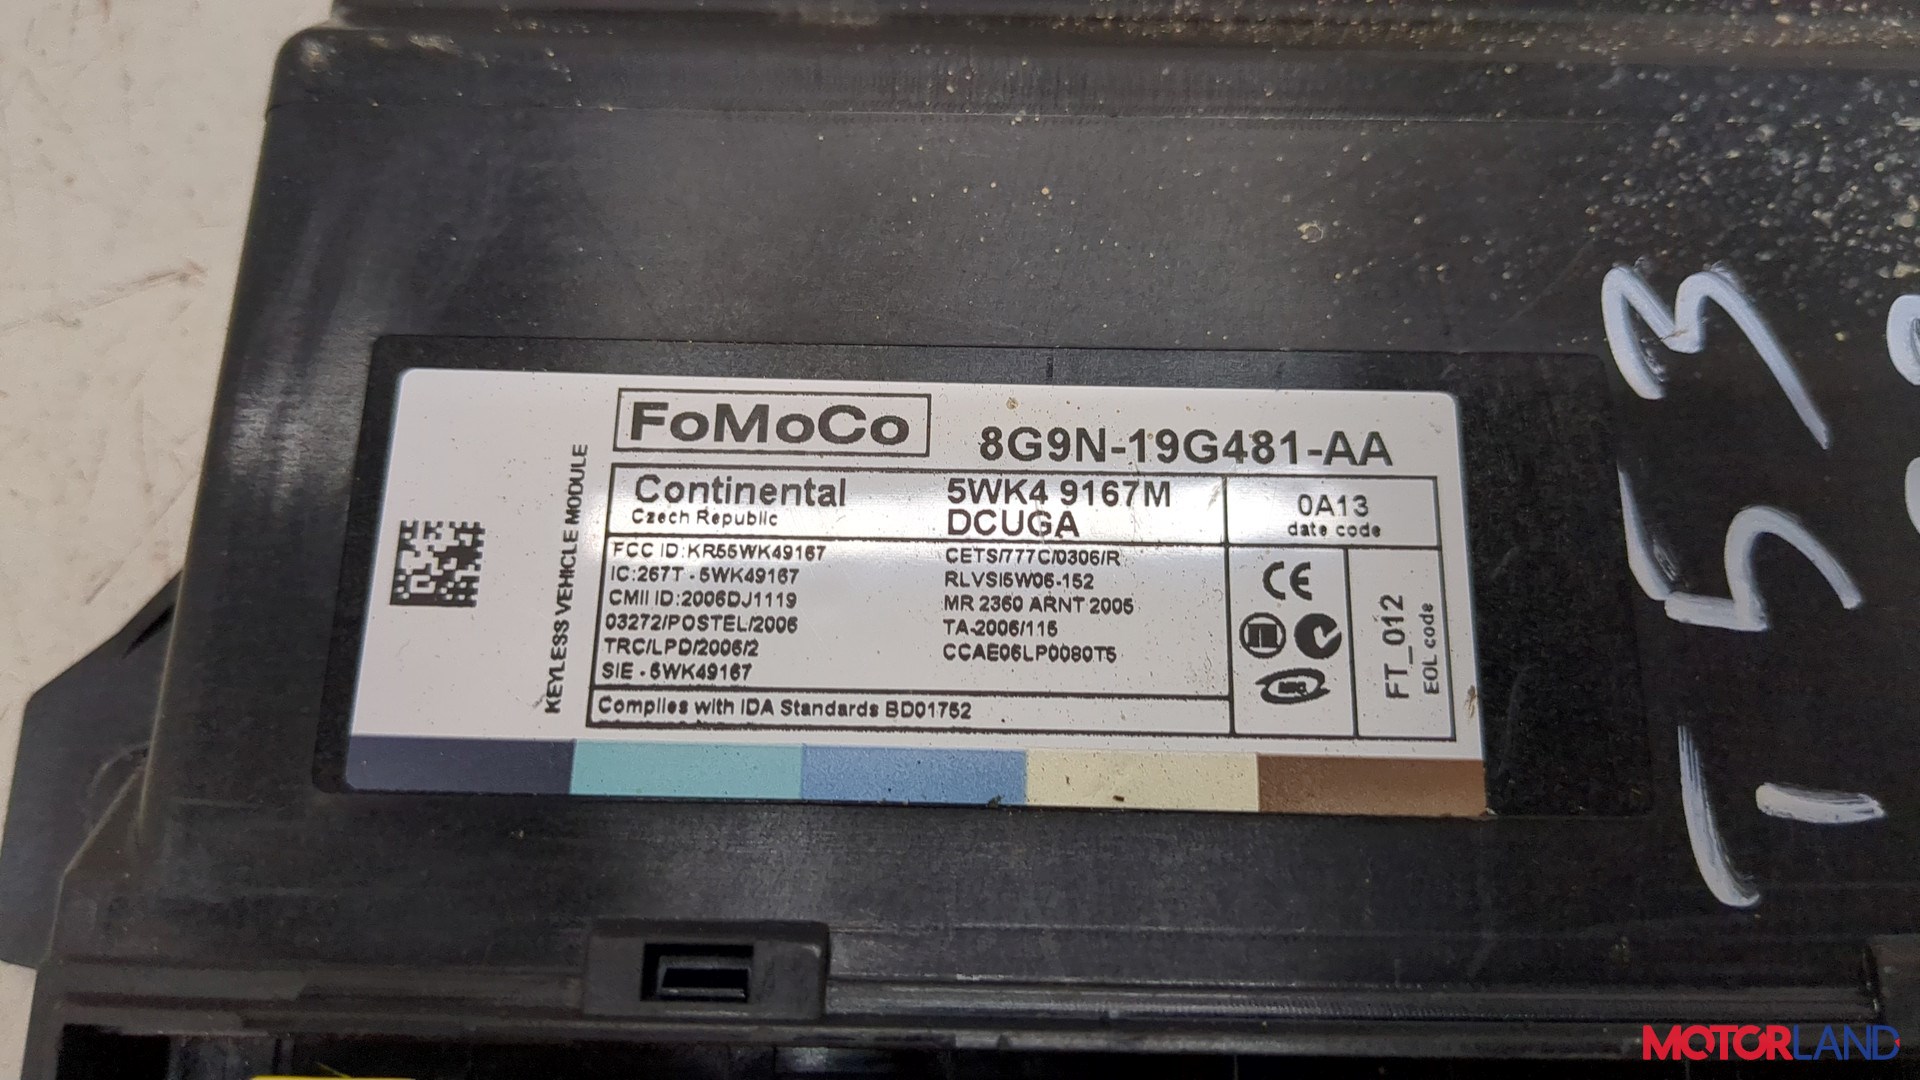 FoMoCo
8G9N-19G481-AA
KEYLESS VEHICLE MODULE
Continental
Czech Republic
5WK4 9167M
DCUGA
0A13
date code
FCC ID:KR55WK49167
IC:267T - 5WK49167
CMII ID:2006DJ1119
03272/POSTEL/2006
TRC/LPD/2006/2
SIE - 5WK49167
CETS/777C/0306/R
RLVSI5W06-152
MR 2360 ARNT 2005
TA-2006/116
CCAE06LP0080T5
CE
FT_012
EOL code
Complies with IDA Standards BD01752
MOTORLAND